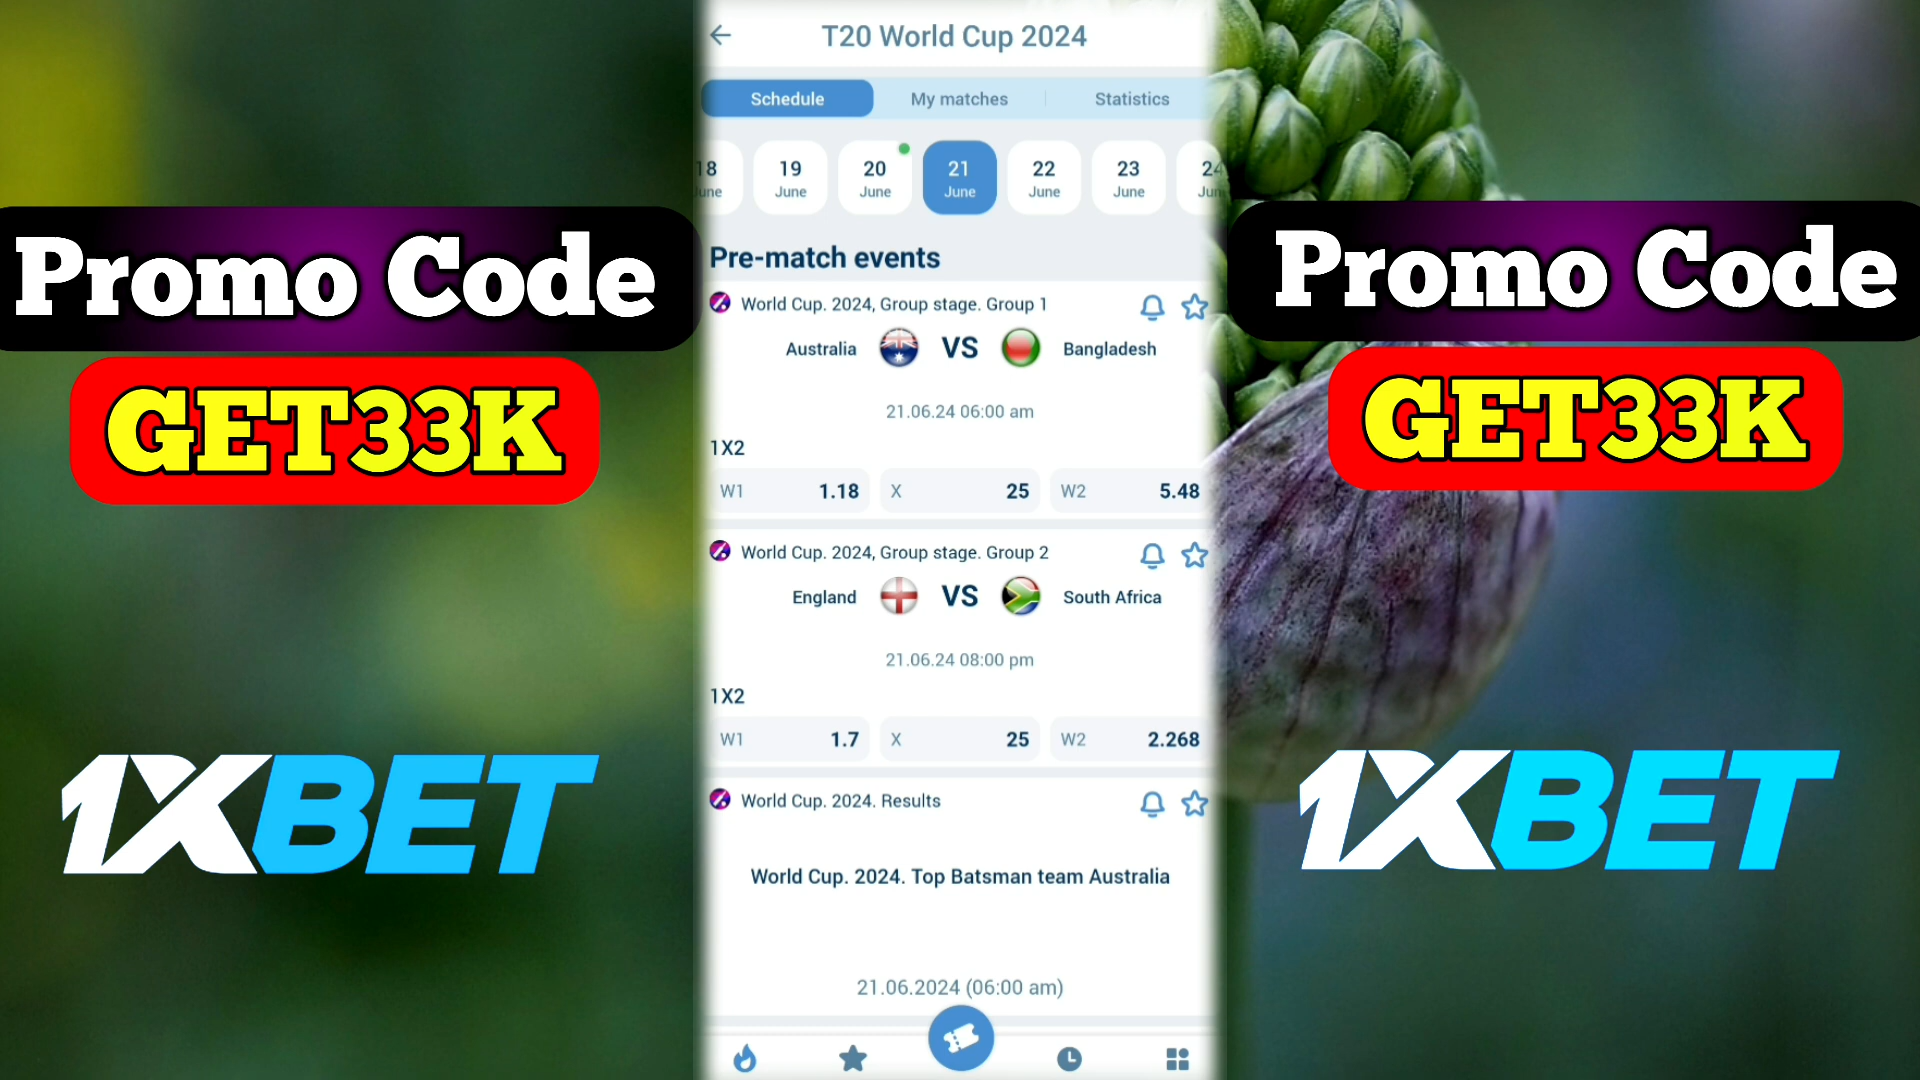 T20 World Cup 2024
Schedule My matches Statistics
18 19 20 21 22 23 24
June June June June June June
Pre-match events
World Cup. 2024, Group stage. Group 1
Australia VS Bangladesh
21.06.24 06:00 am
1X2
W1 1.18 X 25 W2 5.48
World Cup. 2024, Group stage. Group 2
England VS South Africa
21.06.24 08:00 pm
1X2
W1 1.7 X 25 W2 2.268
World Cup. 2024. Results
World Cup. 2024. Top Batsman team Australia
21.06.2024 (06:00 am)
Promo Code
GET33K
1XBET
Promo Code
GET33K
1XBET